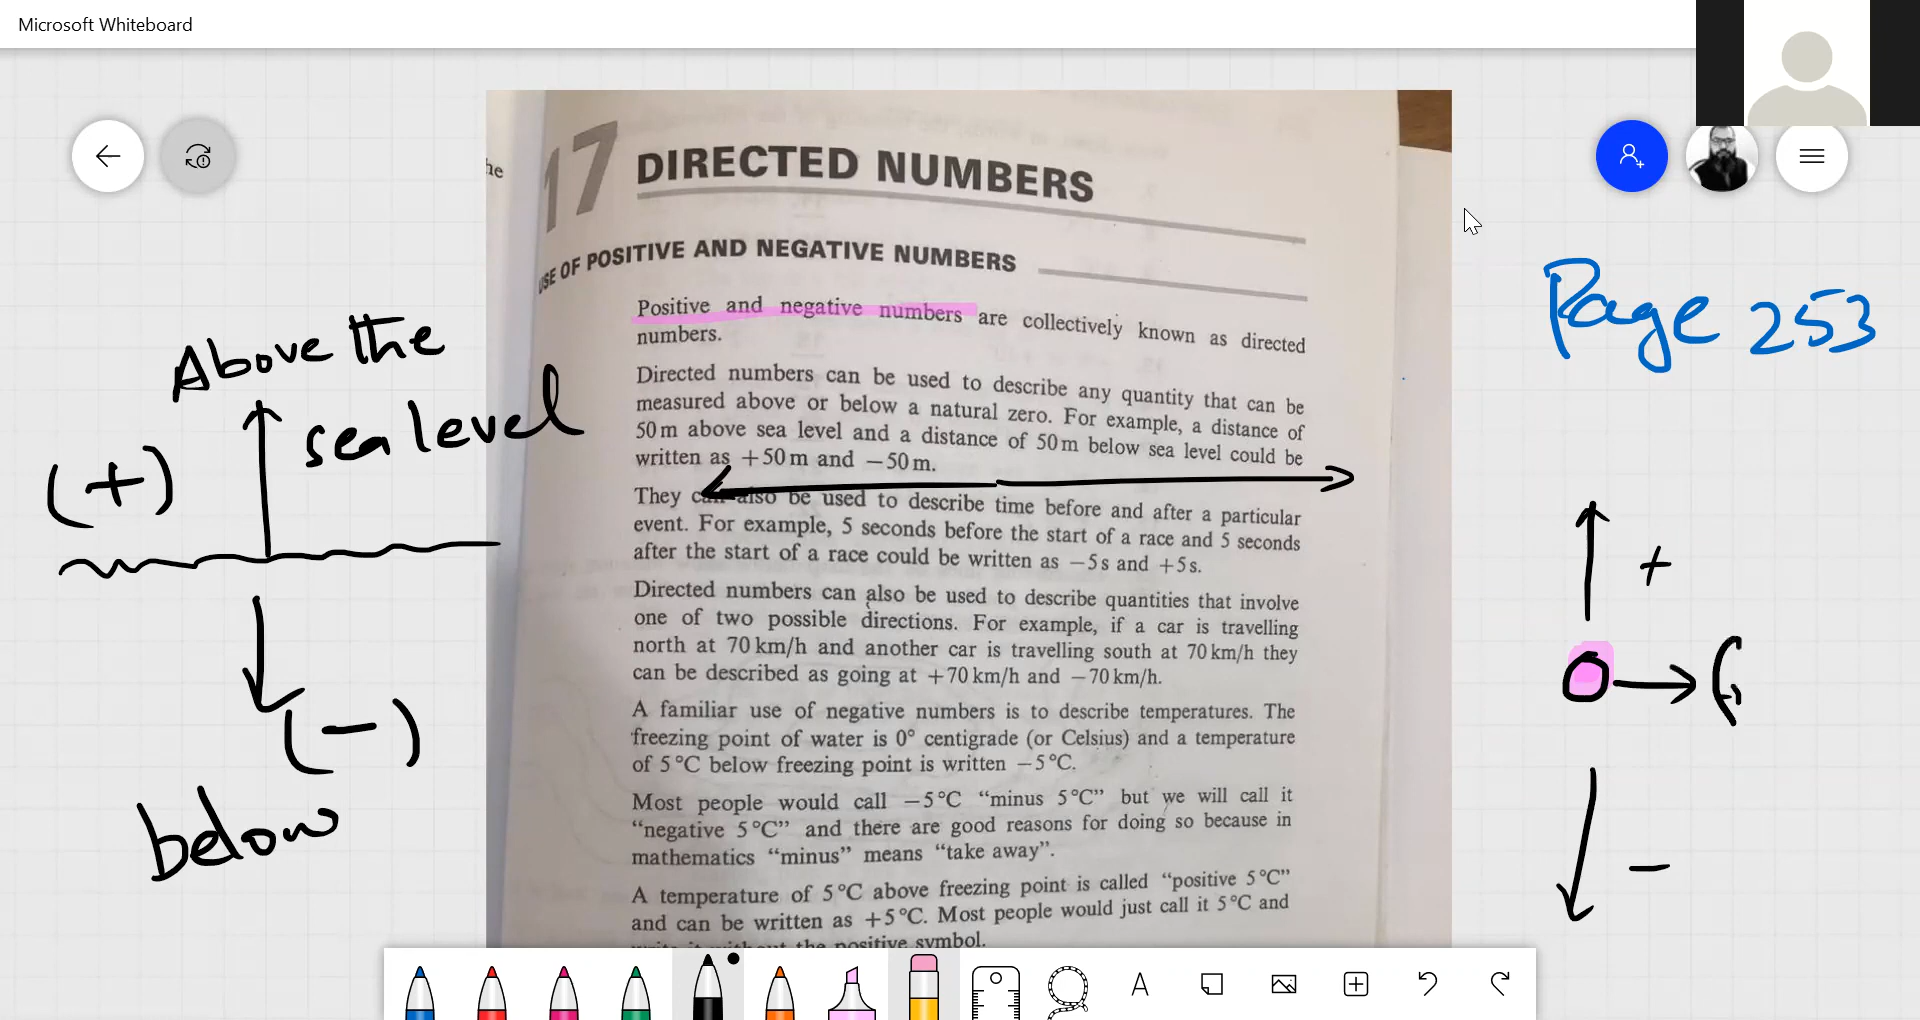 Microsoft Whiteboard
he
17 DIRECTED NUMBERS
USE OF POSITIVE AND NEGATIVE NUMBERS
Positive and negative numbers are collectively known as directed
numbers.
Directed numbers can be used to describe any quantity that can be
measured above or below a natural zero. For example, a distance of
50 m above sea level and a distance of 50 m below sea level could be
written as +50 m and −50 m.
They can also be used to describe time before and after a particular
event. For example, 5 seconds before the start of a race and 5 seconds
after the start of a race could be written as −5 s and +5 s.
Directed numbers can also be used to describe quantities that involve
one of two possible directions. For example, if a car is travelling
north at 70 km/h and another car is travelling south at 70 km/h they
can be described as going at +70 km/h and −70 km/h.
A familiar use of negative numbers is to describe temperatures. The
freezing point of water is 0° centigrade (or Celsius) and a temperature
of 5 °C below freezing point is written −5 °C.
Most people would call −5 °C “minus 5 °C” but we will call it
“negative 5 °C” and there are good reasons for doing so because in
mathematics “minus” means “take away”.
A temperature of 5 °C above freezing point is called “positive 5 °C”
and can be written as +5 °C. Most people would just call it 5 °C and
write it without the positive symbol.
Above the
sea level
(+)
(−)
below
Page 253
+
0
−
A